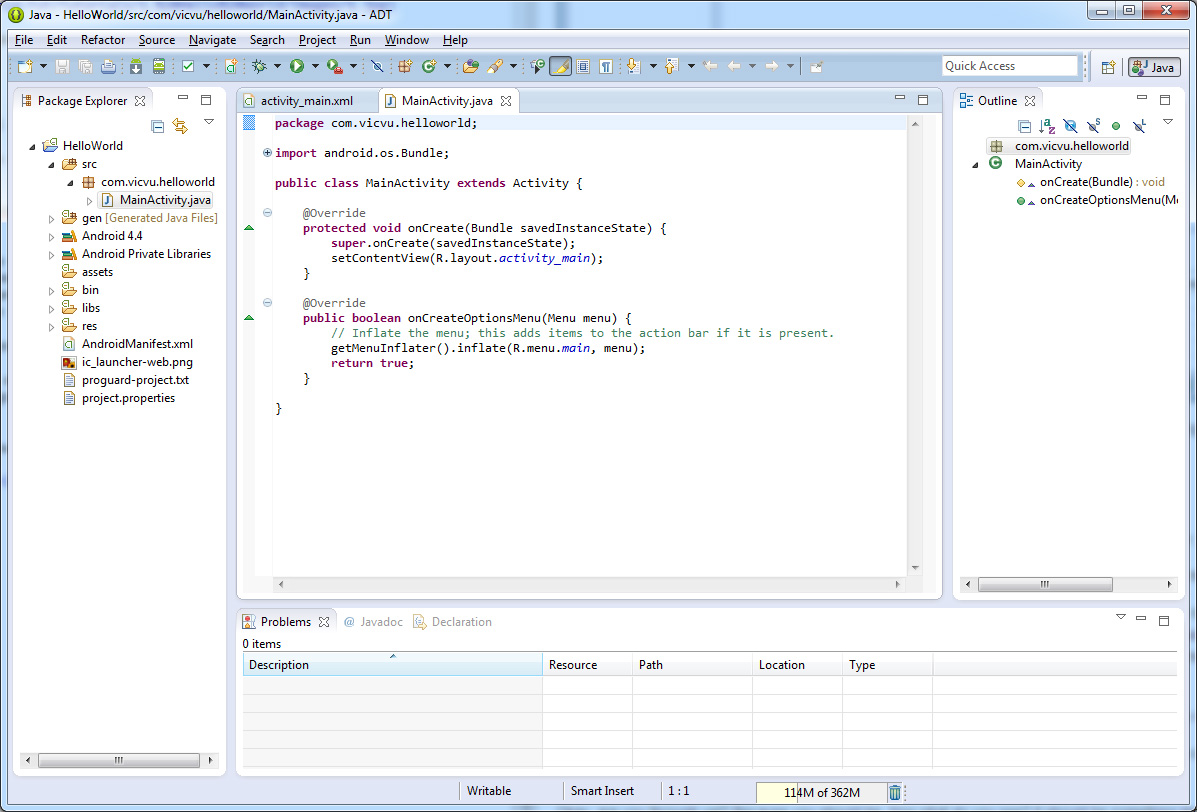 Java - HelloWorld/src/com/vicvu/helloworld/MainActivity.java - ADT
File Edit Refactor Source Navigate Search Project Run Window Help
Quick Access
Java
Package Explorer
HelloWorld
src
com.vicvu.helloworld
MainActivity.java
gen [Generated Java Files]
Android 4.4
Android Private Libraries
assets
bin
libs
res
AndroidManifest.xml
ic_launcher-web.png
proguard-project.txt
project.properties
activity_main.xml MainActivity.java
package com.vicvu.helloworld;
import android.os.Bundle;
public class MainActivity extends Activity {
@Override
protected void onCreate(Bundle savedInstanceState) {
super.onCreate(savedInstanceState);
setContentView(R.layout.activity_main);
}
@Override
public boolean onCreateOptionsMenu(Menu menu) {
// Inflate the menu; this adds items to the action bar if it is present.
getMenuInflater().inflate(R.menu.main, menu);
return true;
}
}
Outline
com.vicvu.helloworld
MainActivity
onCreate(Bundle) : void
onCreateOptionsMenu(Me
Problems @ Javadoc Declaration
0 items
Description Resource Path Location Type
Writable Smart Insert 1 : 1 114M of 362M